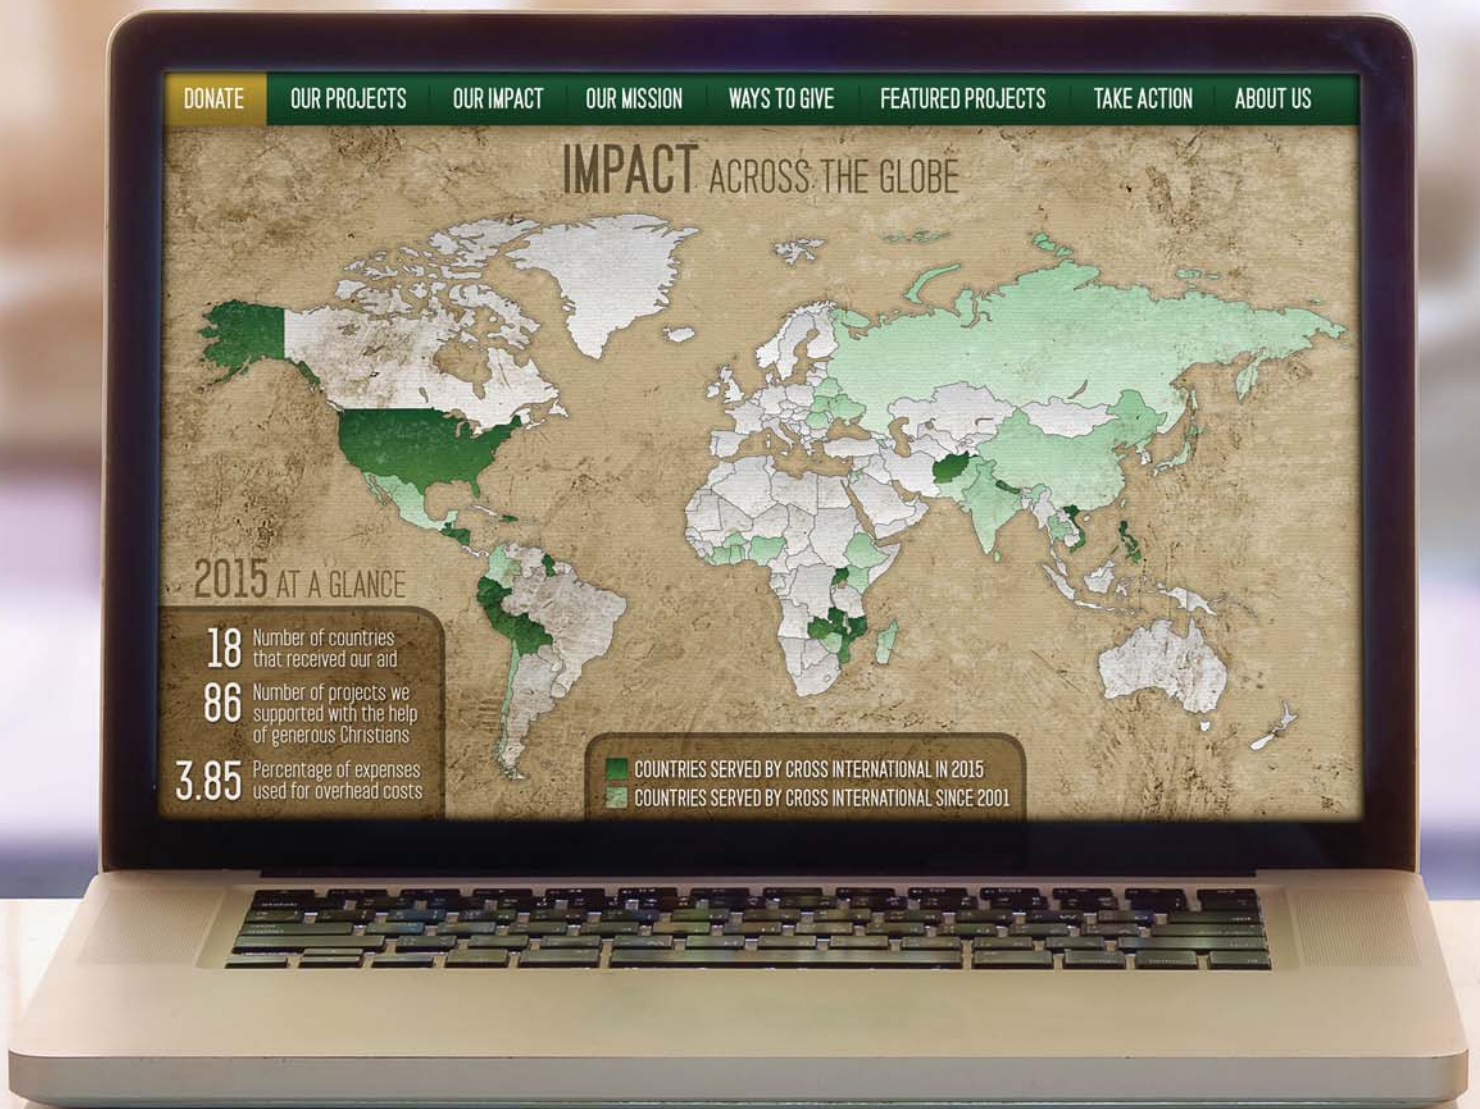 DONATE
OUR PROJECTS
OUR IMPACT
OUR MISSION
WAYS TO GIVE
FEATURED PROJECTS
TAKE ACTION
ABOUT US
IMPACT ACROSS THE GLOBE
2015 AT A GLANCE
18 Number of countries
that received our aid
86 Number of projects we
supported with the help
of generous Christians
3.85 Percentage of expenses
used for overhead costs
COUNTRIES SERVED BY CROSS INTERNATIONAL IN 2015
COUNTRIES SERVED BY CROSS INTERNATIONAL SINCE 2001